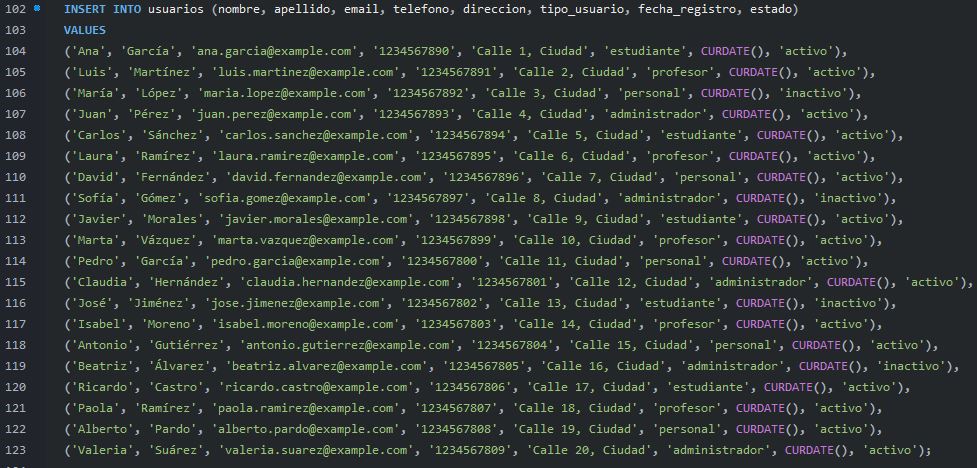 102 INSERT INTO usuarios (nombre, apellido, email, telefono, direccion, tipo_usuario, fecha_registro, estado)
103 VALUES
104 ('Ana', 'García', 'ana.garcia@example.com', '1234567890', 'Calle 1, Ciudad', 'estudiante', CURDATE(), 'activo'),
105 ('Luis', 'Martínez', 'luis.martinez@example.com', '1234567891', 'Calle 2, Ciudad', 'profesor', CURDATE(), 'activo'),
106 ('María', 'López', 'maria.lopez@example.com', '1234567892', 'Calle 3, Ciudad', 'personal', CURDATE(), 'inactivo'),
107 ('Juan', 'Pérez', 'juan.perez@example.com', '1234567893', 'Calle 4, Ciudad', 'administrador', CURDATE(), 'activo'),
108 ('Carlos', 'Sánchez', 'carlos.sanchez@example.com', '1234567894', 'Calle 5, Ciudad', 'estudiante', CURDATE(), 'activo'),
109 ('Laura', 'Ramírez', 'laura.ramirez@example.com', '1234567895', 'Calle 6, Ciudad', 'profesor', CURDATE(), 'activo'),
110 ('David', 'Fernández', 'david.fernandez@example.com', '1234567896', 'Calle 7, Ciudad', 'personal', CURDATE(), 'activo'),
111 ('Sofía', 'Gómez', 'sofia.gomez@example.com', '1234567897', 'Calle 8, Ciudad', 'administrador', CURDATE(), 'inactivo'),
112 ('Javier', 'Morales', 'javier.morales@example.com', '1234567898', 'Calle 9, Ciudad', 'estudiante', CURDATE(), 'activo'),
113 ('Marta', 'Vázquez', 'marta.vazquez@example.com', '1234567899', 'Calle 10, Ciudad', 'profesor', CURDATE(), 'activo'),
114 ('Pedro', 'García', 'pedro.garcia@example.com', '1234567800', 'Calle 11, Ciudad', 'personal', CURDATE(), 'activo'),
115 ('Claudia', 'Hernández', 'claudia.hernandez@example.com', '1234567801', 'Calle 12, Ciudad', 'administrador', CURDATE(), 'activo'),
116 ('José', 'Jiménez', 'jose.jimenez@example.com', '1234567802', 'Calle 13, Ciudad', 'estudiante', CURDATE(), 'inactivo'),
117 ('Isabel', 'Moreno', 'isabel.moreno@example.com', '1234567803', 'Calle 14, Ciudad', 'profesor', CURDATE(), 'activo'),
118 ('Antonio', 'Gutiérrez', 'antonio.gutierrez@example.com', '1234567804', 'Calle 15, Ciudad', 'personal', CURDATE(), 'activo'),
119 ('Beatriz', 'Álvarez', 'beatriz.alvarez@example.com', '1234567805', 'Calle 16, Ciudad', 'administrador', CURDATE(), 'inactivo'),
120 ('Ricardo', 'Castro', 'ricardo.castro@example.com', '1234567806', 'Calle 17, Ciudad', 'estudiante', CURDATE(), 'activo'),
121 ('Paola', 'Ramírez', 'paola.ramirez@example.com', '1234567807', 'Calle 18, Ciudad', 'profesor', CURDATE(), 'activo'),
122 ('Alberto', 'Pardo', 'alberto.pardo@example.com', '1234567808', 'Calle 19, Ciudad', 'personal', CURDATE(), 'activo'),
123 ('Valeria', 'Suárez', 'valeria.suarez@example.com', '1234567809', 'Calle 20, Ciudad', 'administrador', CURDATE(), 'activo');